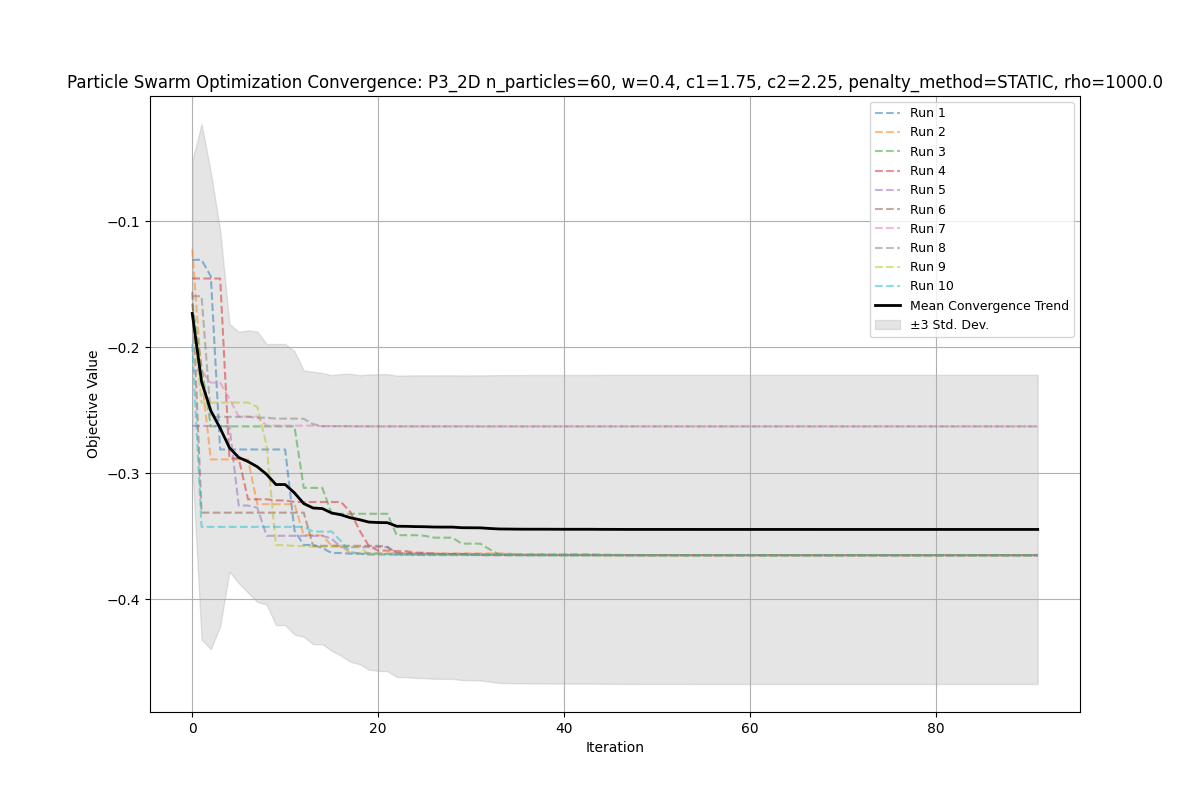 Particle Swarm Optimization Convergence: P3_2D n_particles=60, w=0.4, c1=1.75, c2=2.25, penalty_method=STATIC, rho=1000.0
Run 1
Run 2
Run 3
Run 4
Run 5
Run 6
Run 7
Run 8
Run 9
Run 10
Mean Convergence Trend
±3 Std. Dev.
Objective Value
−0.1
−0.2
−0.3
−0.4
0 20 40 60 80
Iteration